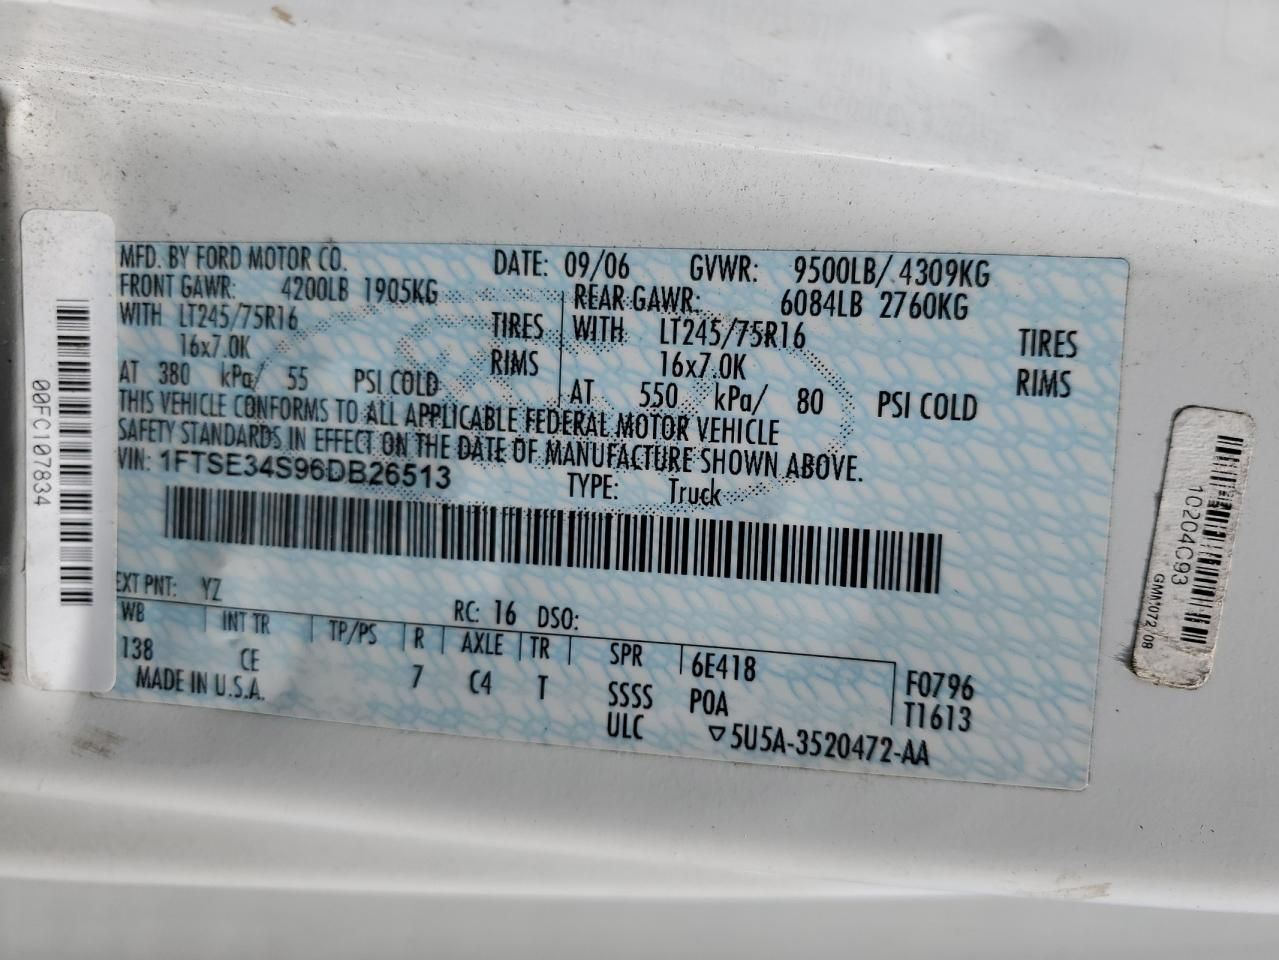 MFD. BY FORD MOTOR CO. DATE: 09/06 GVWR: 9500LB/ 4309KG
FRONT GAWR: 4200LB 1905KG REAR GAWR: 6084LB 2760KG
WITH LT245/75R16 TIRES WITH LT245/75R16 TIRES
16x7.0K RIMS 16x7.0K RIMS
AT 380 kPa/ 55 PSI COLD AT 550 kPa/ 80 PSI COLD
THIS VEHICLE CONFORMS TO ALL APPLICABLE FEDERAL MOTOR VEHICLE
SAFETY STANDARDS IN EFFECT ON THE DATE OF MANUFACTURE SHOWN ABOVE.
VIN: 1FTSE34S96DB26513 TYPE: Truck
EXT PNT: YZ RC: 16 DSO:
WB INT TR TP/PS R AXLE TR SPR 6E418 F0796
138 CE 7 C4 T SSSS POA T1613
MADE IN U.S.A. ULC ▽5U5A-3520472-AA
00FC107834
10204C93